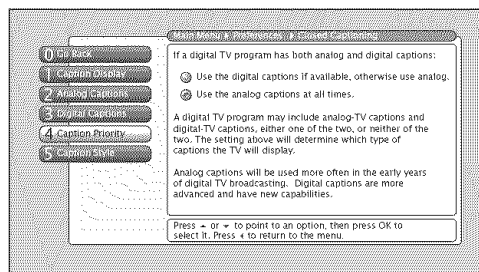 Main Menu ▸ Preferences ▸ Closed Captioning
0 Go Back
1 Caption Display
2 Analog Captions
3 Digital Captions
4 Caption Priority
5 Caption Style
If a digital TV program has both analog and digital captions:
Use the digital captions if available, otherwise use analog.
Use the analog captions at all times.
A digital TV program may include analog-TV captions and
digital-TV captions, either one of the two, or neither of the
two. The setting above will determine which type of
captions the TV will display.
Analog captions will be used more often in the early years
of digital TV broadcasting. Digital captions are more
advanced and have new capabilities.
Press ▲ or ▼ to point to an option, then press OK to
select it. Press ◂ to return to the menu.